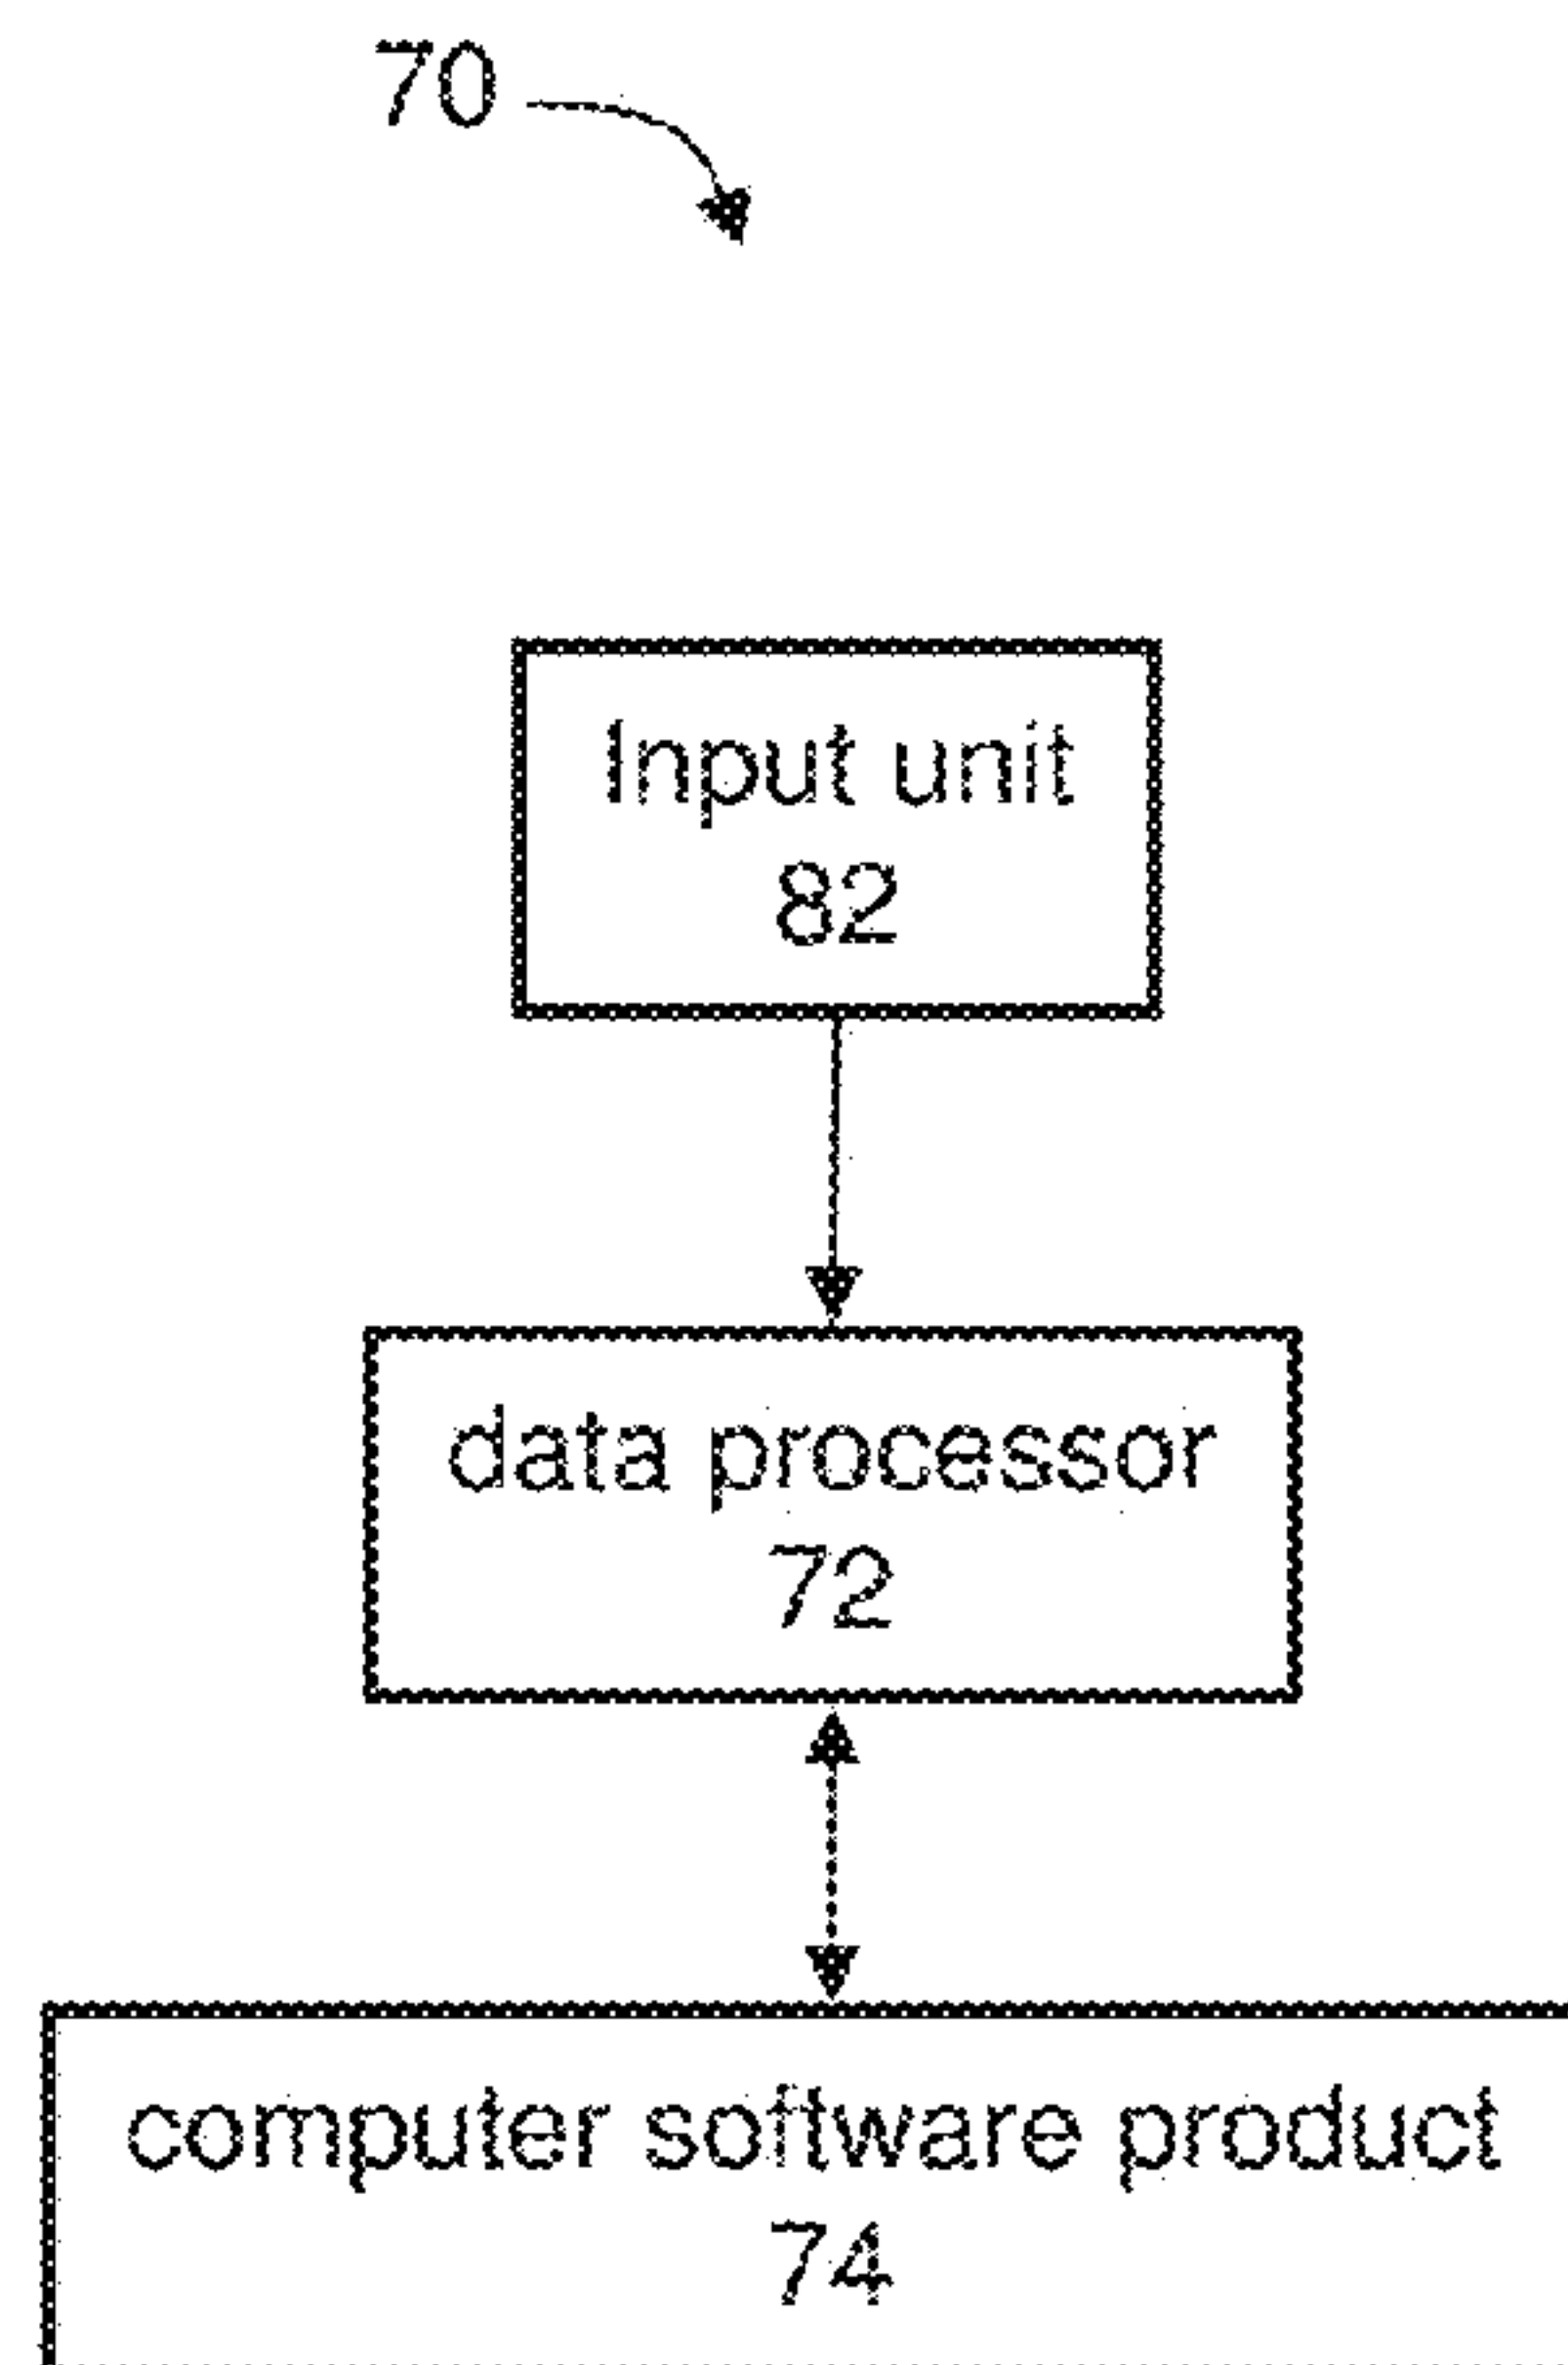 70
Input unit
82
data processor
72
computer software product
74